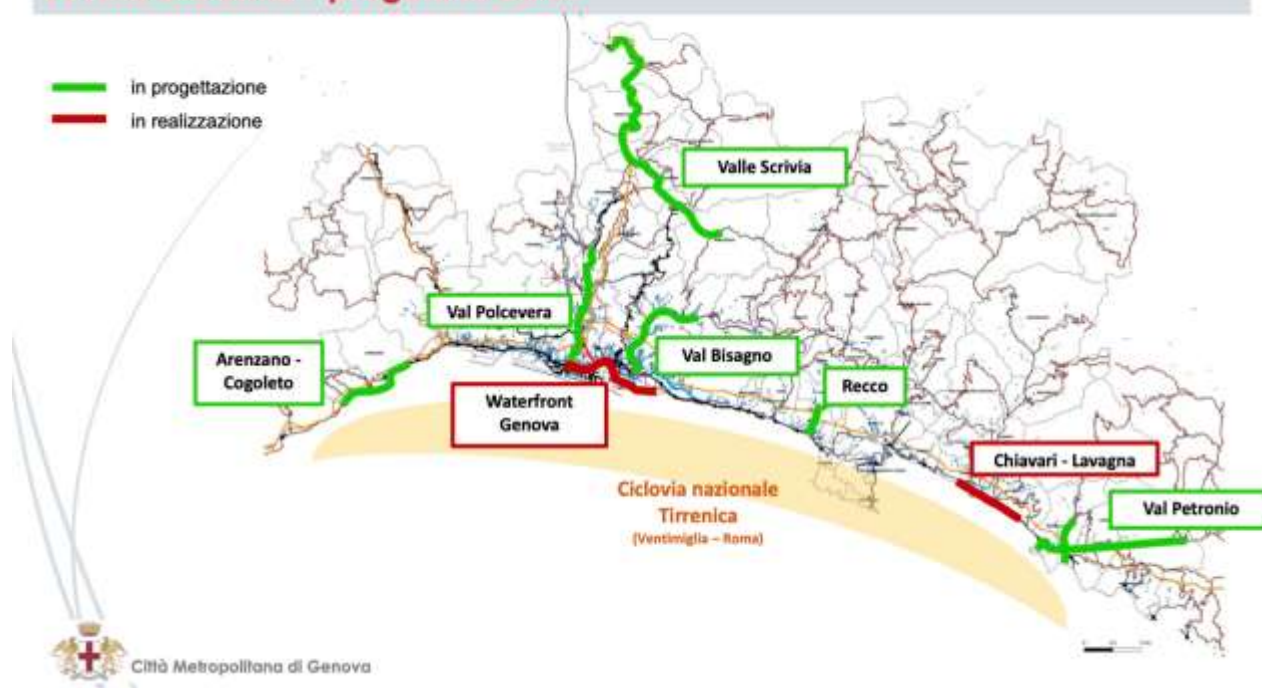 in progettazione
in realizzazione
Valle Scrivia
Val Polcevera
Arenzano -
Cogoleto
Val Bisagno
Recco
Waterfront
Genova
Chiavari - Lavagna
Ciclovia nazionale
Tirrenica
(Ventimiglia – Roma)
Val Petronio
Città Metropolitana di Genova